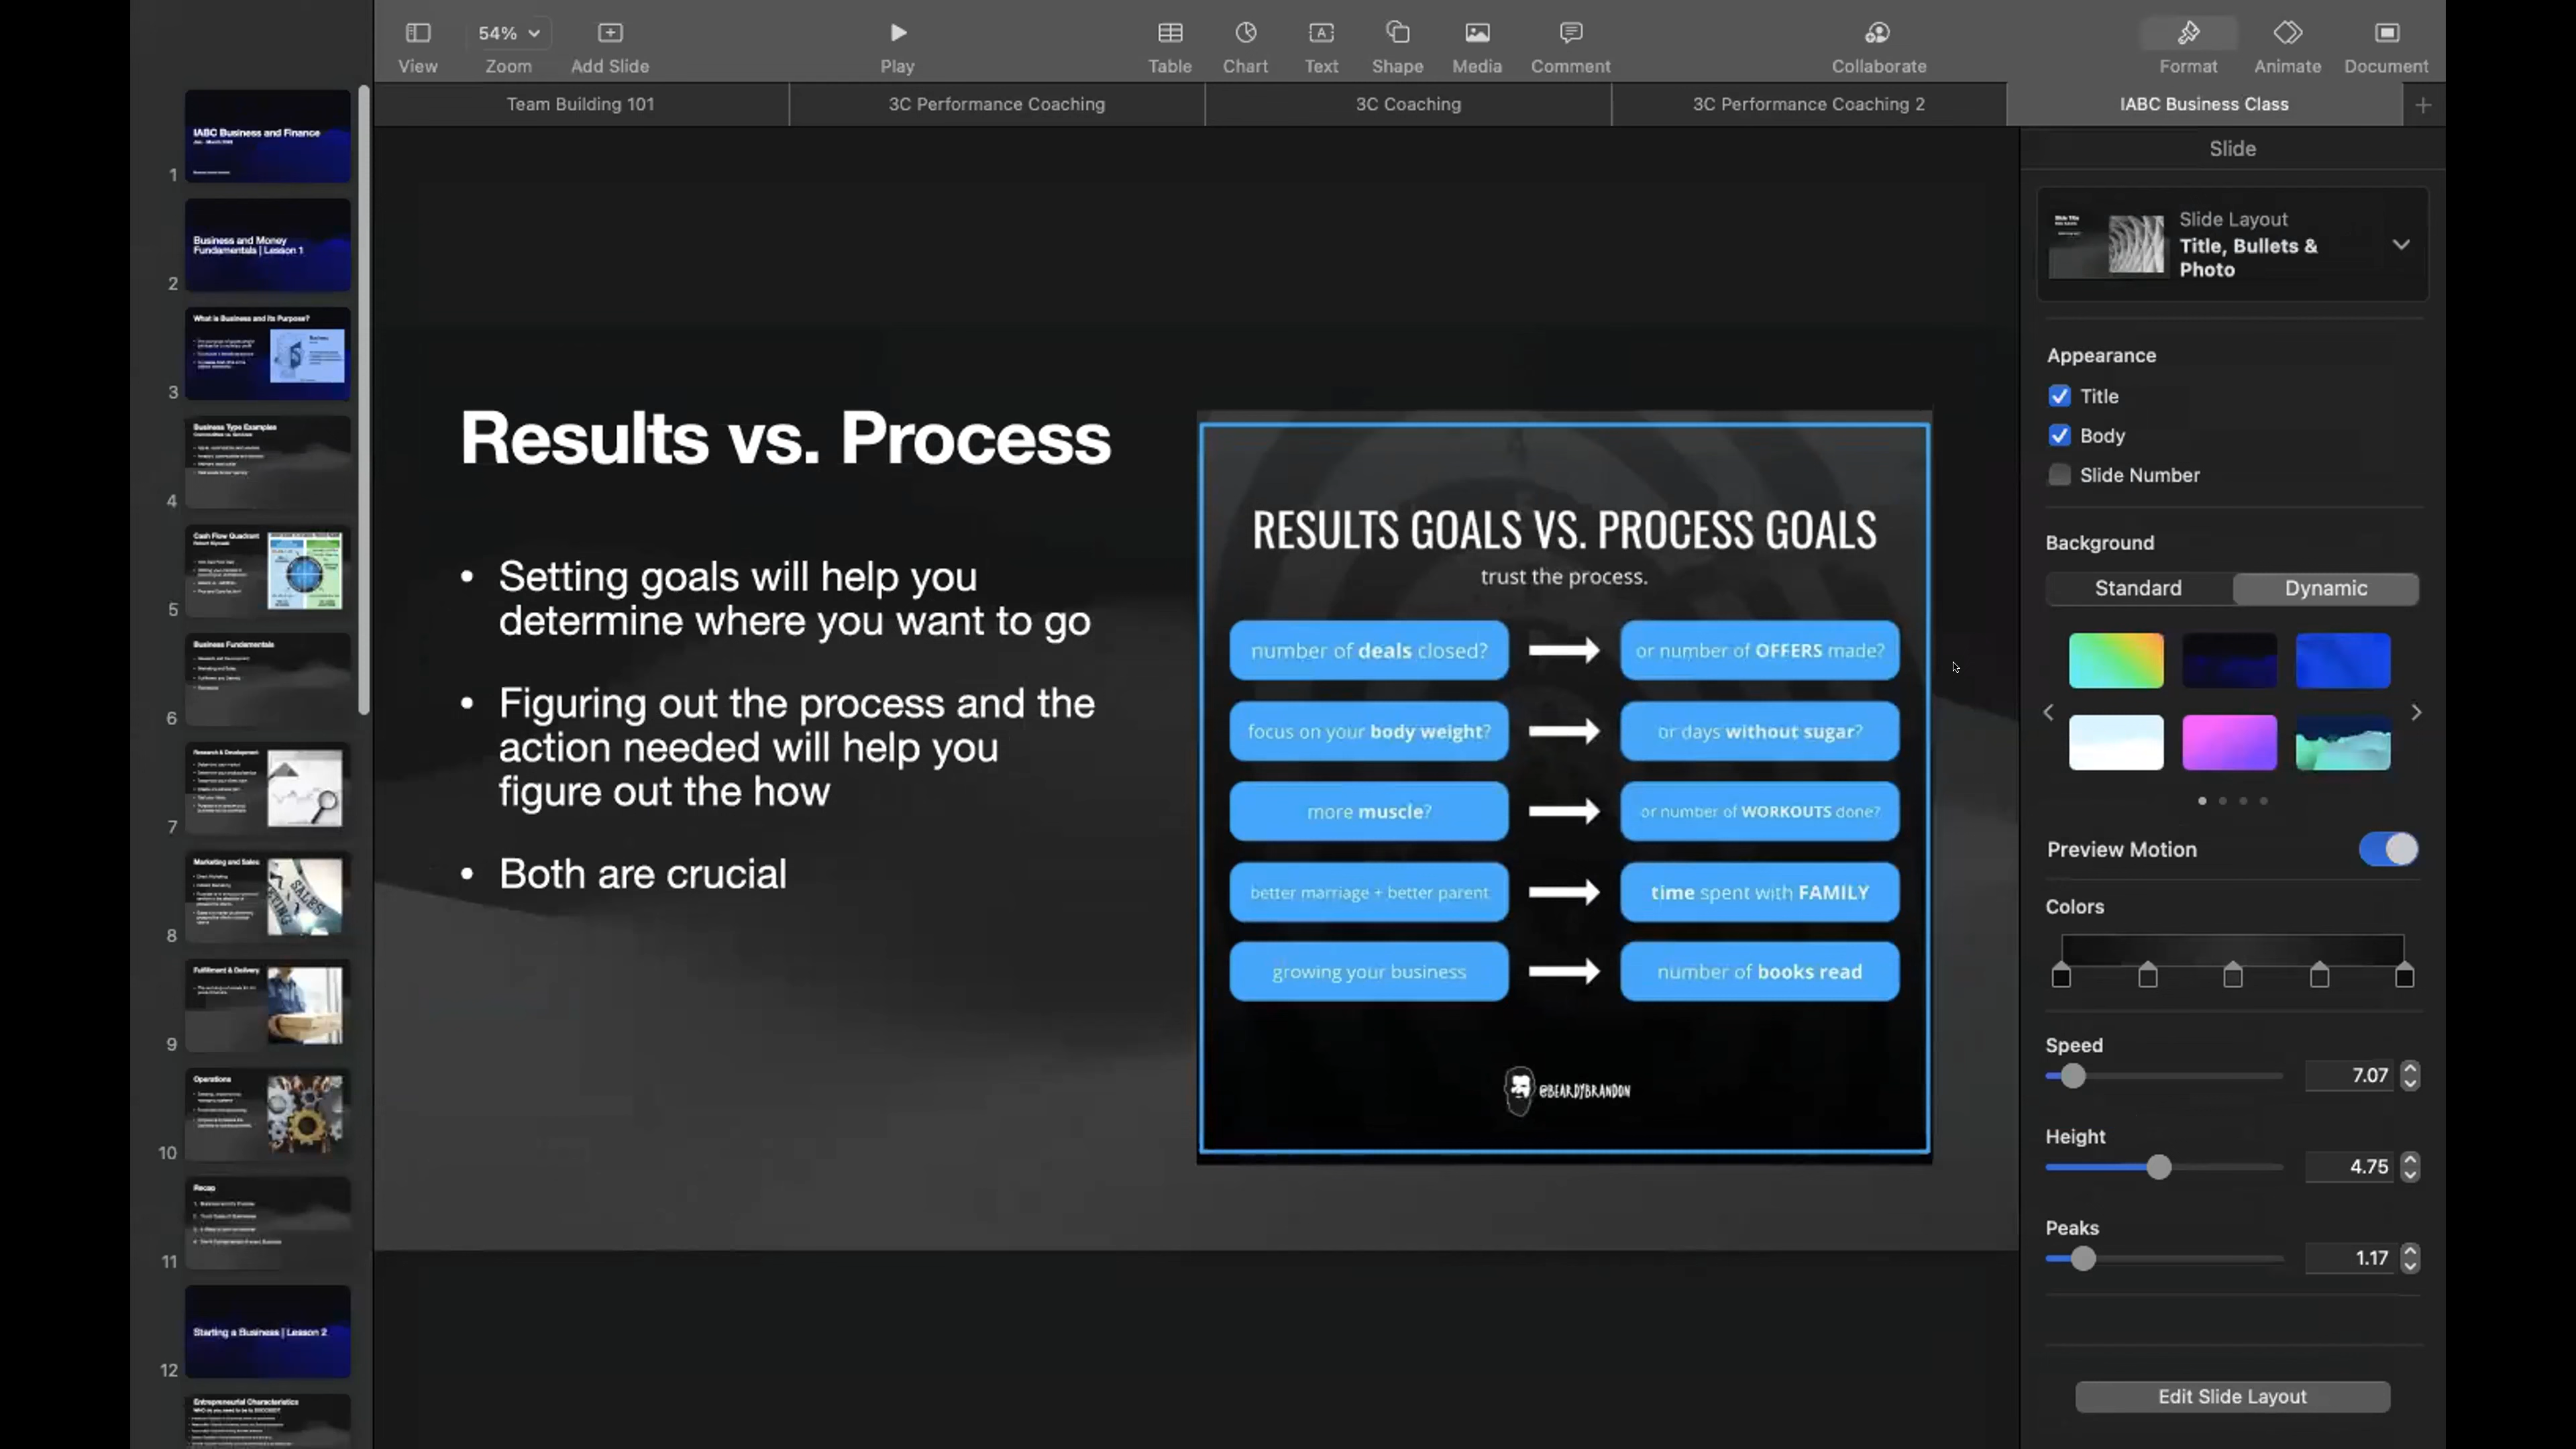 54%
View
Zoom
Add Slide
Play
Table
Chart
Text
Shape
Media
Comment
Collaborate
Format
Animate
Document
Team Building 101
3C Performance Coaching
3C Coaching
3C Performance Coaching 2
IABC Business Class
IABC Business and Finance
1
Business and Money
Fundamentals | Lesson 1
2
What is Business and its Purpose?
3
Business Type Examples
4
Cash Flow Quadrant
5
Business Fundamentals
6
Research & Development
7
Marketing and Sales
8
Fulfillment & Delivery
9
Operations
10
Recap
11
Starting a Business | Lesson 2
12
Entrepreneurial Characteristics
Results vs. Process
• Setting goals will help you
determine where you want to go
• Figuring out the process and the
action needed will help you
figure out the how
• Both are crucial
RESULTS GOALS VS. PROCESS GOALS
trust the process.
number of deals closed?
or number of OFFERS made?
focus on your body weight?
or days without sugar?
more muscle?
or number of WORKOUTS done?
better marriage + better parent
time spent with FAMILY
growing your business
number of books read
@BEARDYBRANDON
Slide
Slide Layout
Title, Bullets &
Photo
Appearance
Title
Body
Slide Number
Background
Standard
Dynamic
Preview Motion
Colors
Speed
7.07
Height
4.75
Peaks
1.17
Edit Slide Layout